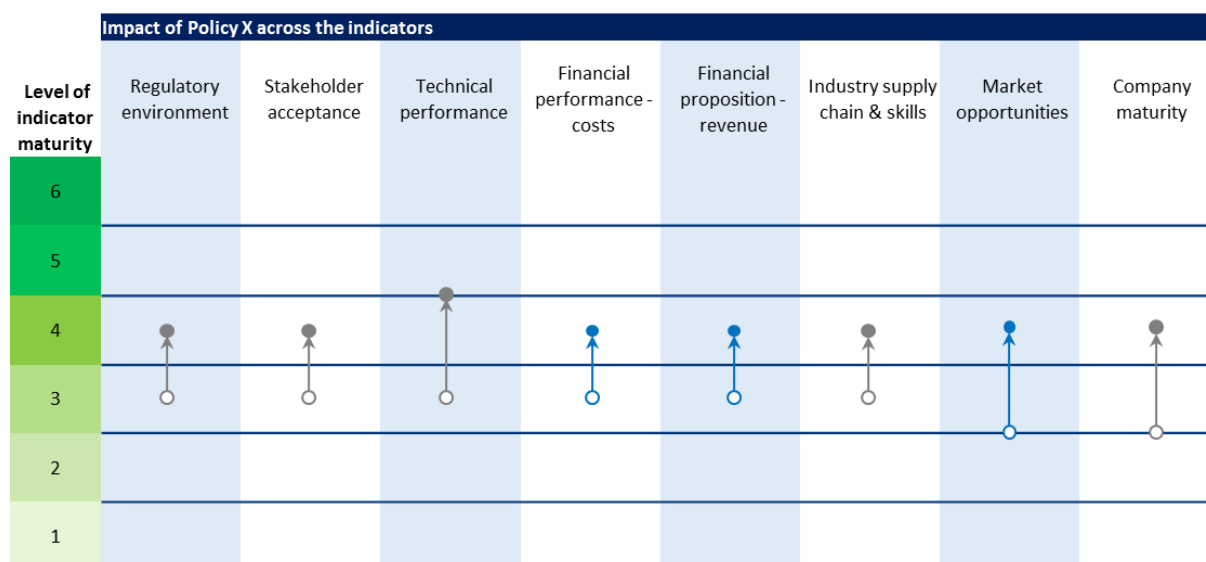 Impact of Policy X across the indicators
Level of
indicator
maturity
Regulatory
environment
Stakeholder
acceptance
Technical
performance
Financial
performance -
costs
Financial
proposition -
revenue
Industry supply
chain & skills
Market
opportunities
Company
maturity
6
5
4
3
2
1